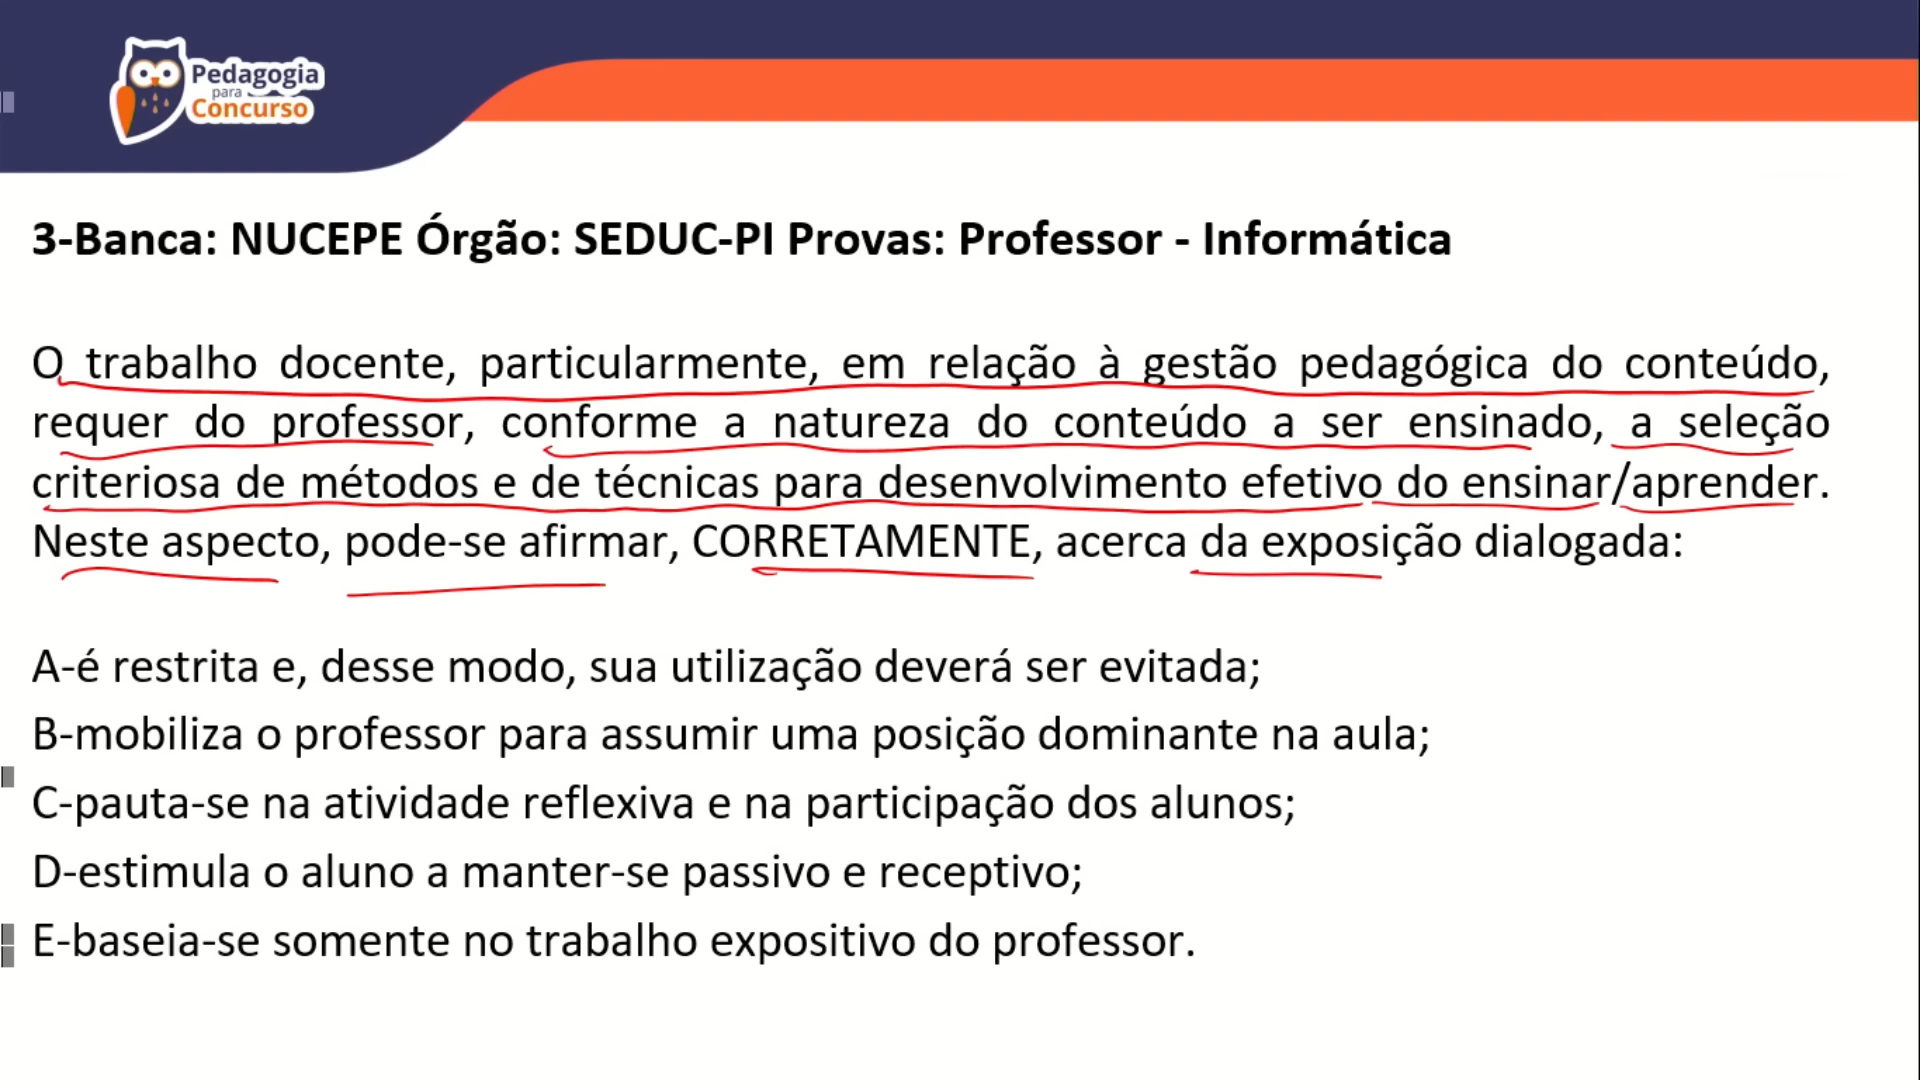 Pedagogia
para
Concurso
3-Banca: NUCEPE Órgão: SEDUC-PI Provas: Professor - Informática
O trabalho docente, particularmente, em relação à gestão pedagógica do conteúdo,
requer do professor, conforme a natureza do conteúdo a ser ensinado, a seleção
criteriosa de métodos e de técnicas para desenvolvimento efetivo do ensinar/aprender.
Neste aspecto, pode-se afirmar, CORRETAMENTE, acerca da exposição dialogada:
A-é restrita e, desse modo, sua utilização deverá ser evitada;
B-mobiliza o professor para assumir uma posição dominante na aula;
C-pauta-se na atividade reflexiva e na participação dos alunos;
D-estimula o aluno a manter-se passivo e receptivo;
E-baseia-se somente no trabalho expositivo do professor.